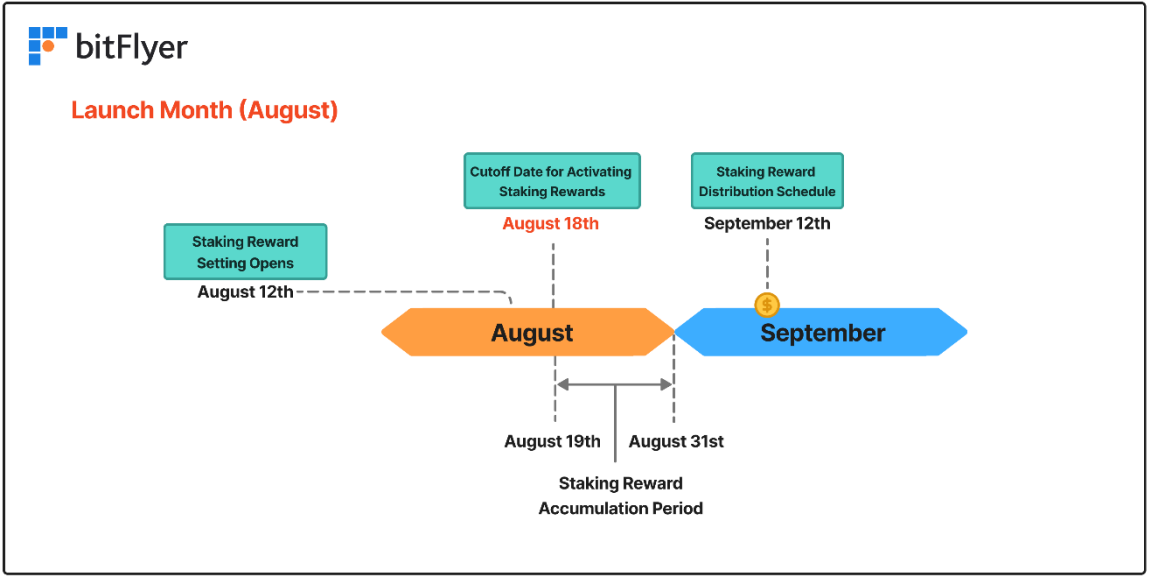 bitFlyer
Launch Month (August)
Cutoff Date for Activating
Staking Rewards
August 18th
Staking Reward
Distribution Schedule
September 12th
Staking Reward
Setting Opens
August 12th
August
September
August 19th
August 31st
Staking Reward
Accumulation Period